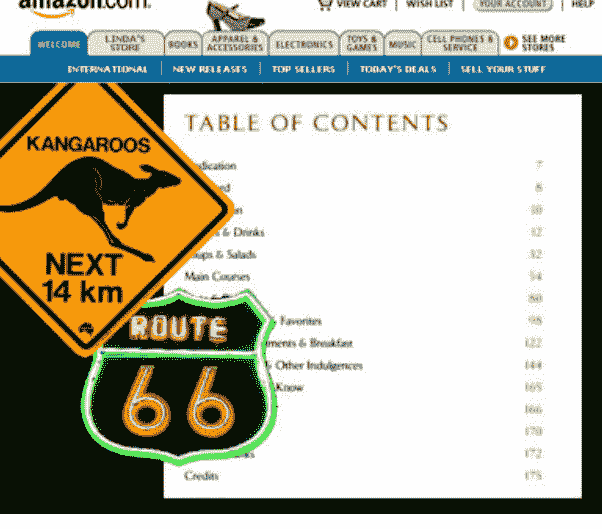 amazon.com.
VIEW CART | WISH LIST | YOUR ACCOUNT | HELP
WELCOME
LINDA'S STORE
BOOKS
APPAREL & ACCESSORIES
ELECTRONICS
TOYS & GAMES
MUSIC
CELL PHONES & SERVICE
SEE MORE STORES
INTERNATIONAL | NEW RELEASES | TOP SELLERS | TODAY'S DEALS | SELL YOUR STUFF
KANGAROOS
NEXT
14 km
ROUTE
66
TABLE OF CONTENTS
7
8
10
& Drinks 12
& Salads 32
Main Courses 54
80
Favorites 98
& Breakfast 122
Other Indulgences 144
Know 165
166
170
172
Credits 175